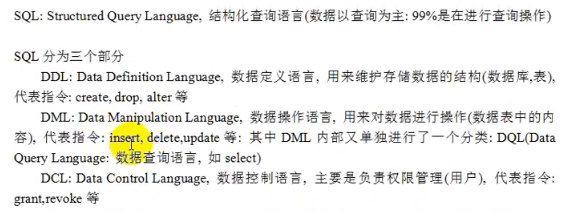 SQL: Structured Query Language, 结构化查询语言(数据以查询为主: 99%是在进行查询操作)
SQL 分为三个部分
DDL: Data Definition Language, 数据定义语言, 用来维护存储数据的结构(数据库,表),
代表指令: create, drop, alter 等
DML: Data Manipulation Language, 数据操作语言, 用来对数据进行操作(数据表中的内
容), 代表指令: insert, delete,update 等: 其中 DML 内部又单独进行了一个分类: DQL(Data
Query Language: 数据查询语言, 如 select)
DCL: Data Control Language, 数据控制语言, 主要是负责权限管理(用户), 代表指令:
grant,revoke 等